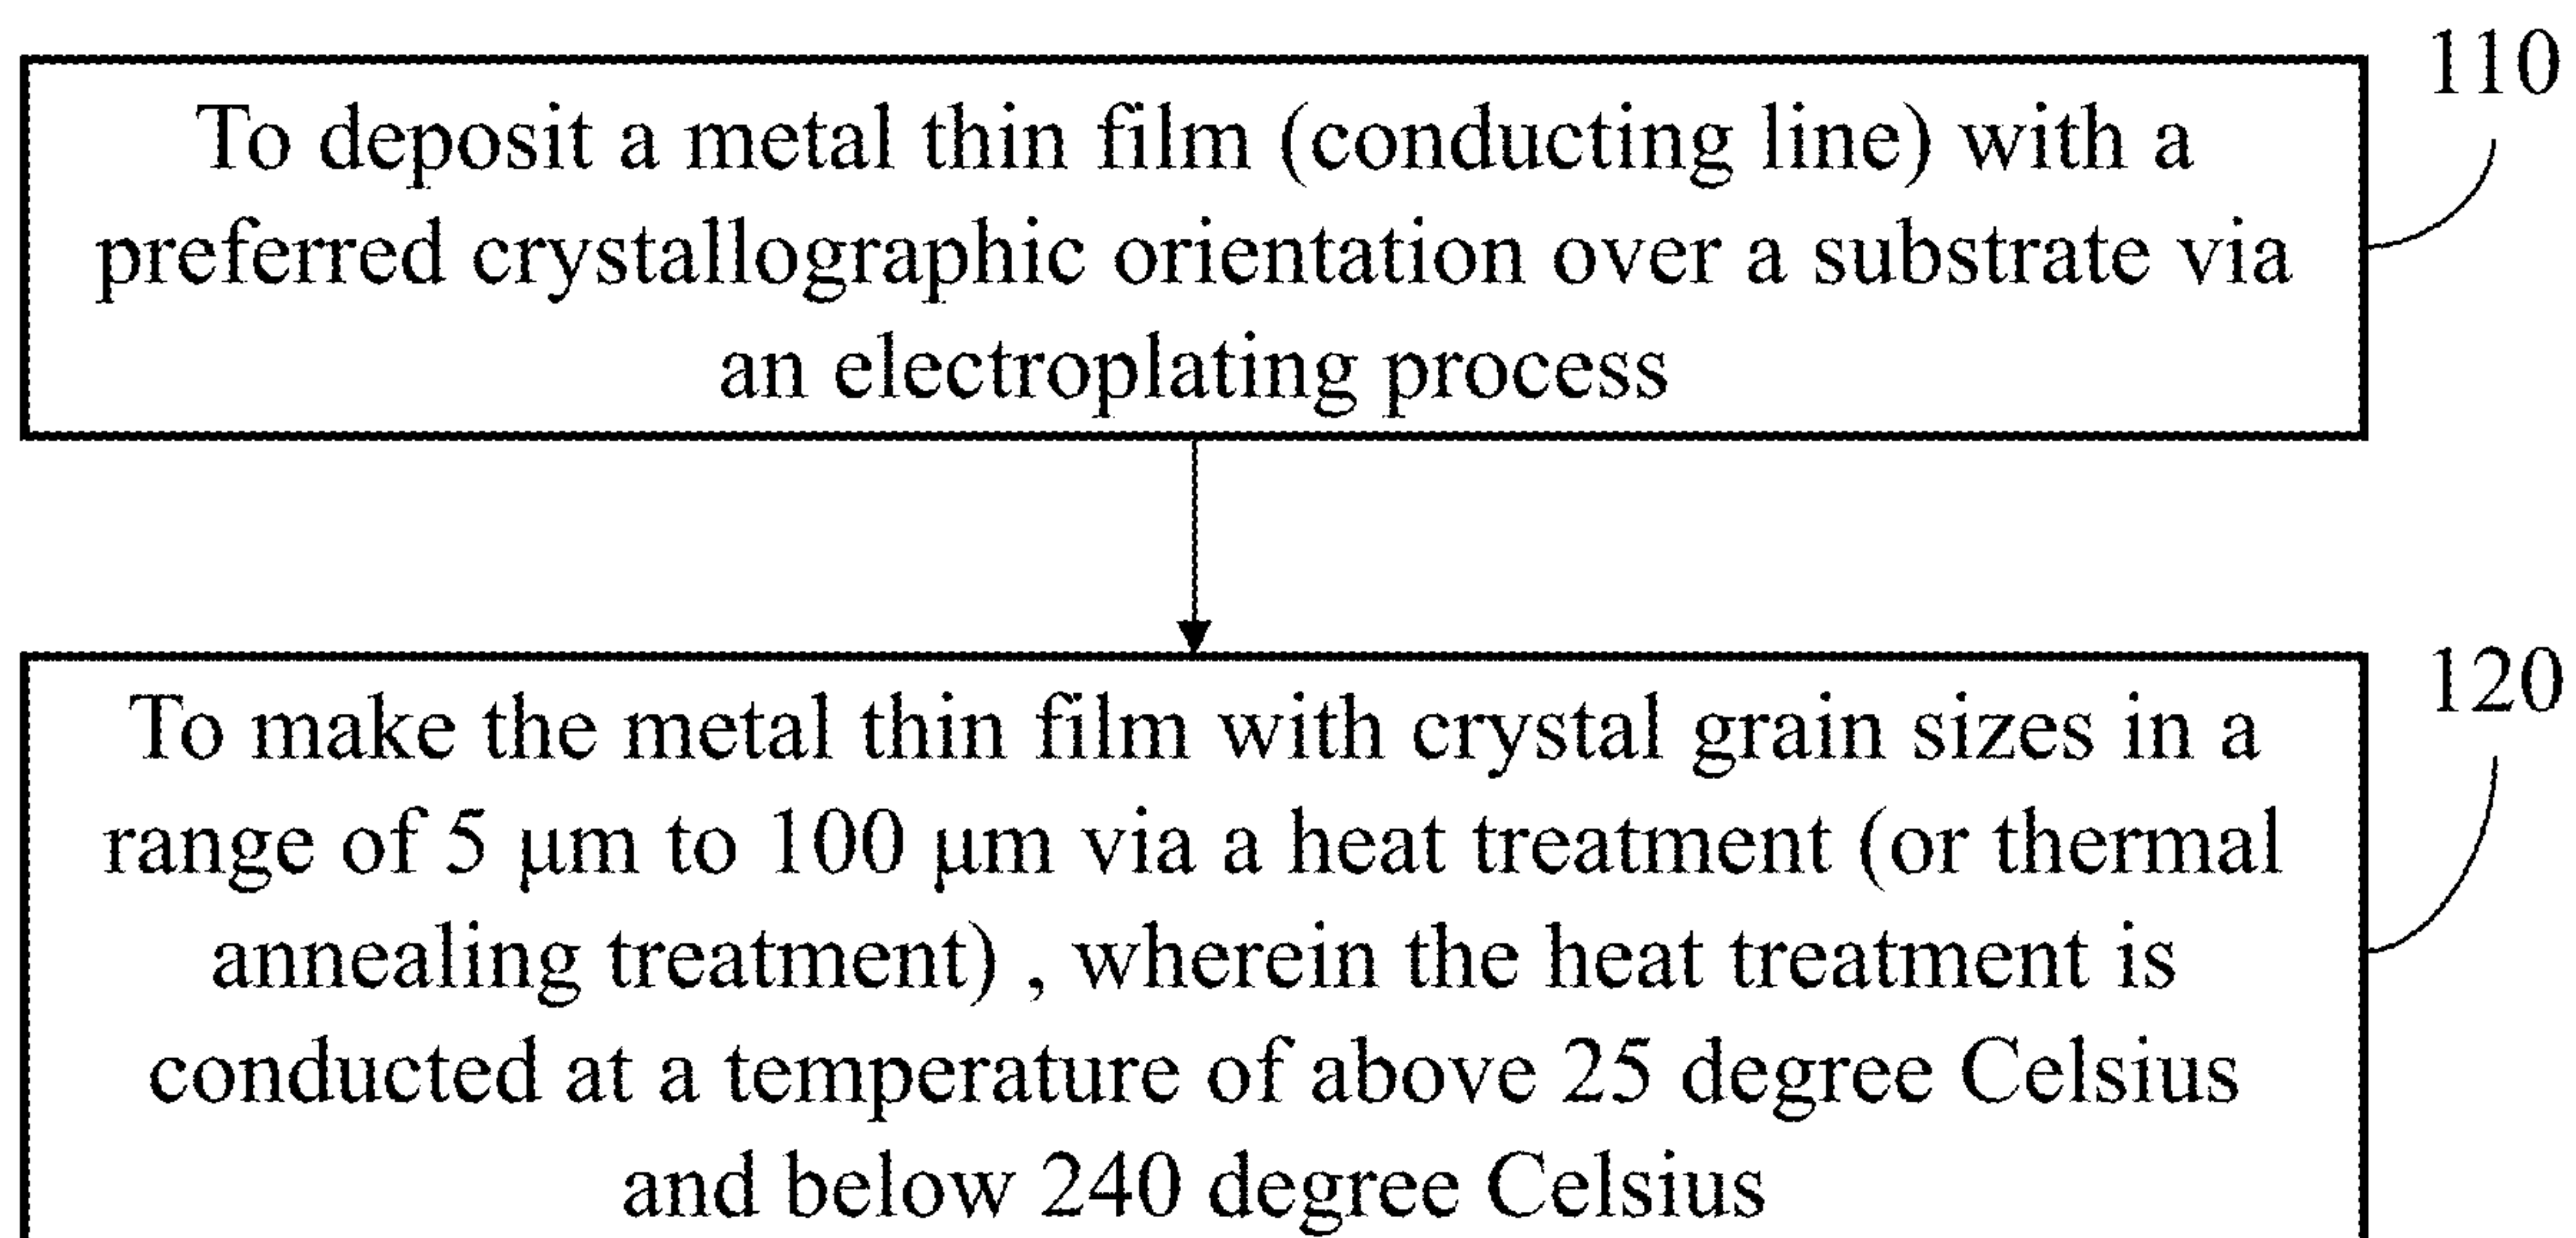 110
To deposit a metal thin film (conducting line) with a
preferred crystallographic orientation over a substrate via
an electroplating process
120
To make the metal thin film with crystal grain sizes in a
range of 5 μm to 100 μm via a heat treatment (or thermal
annealing treatment) , wherein the heat treatment is
conducted at a temperature of above 25 degree Celsius
and below 240 degree Celsius